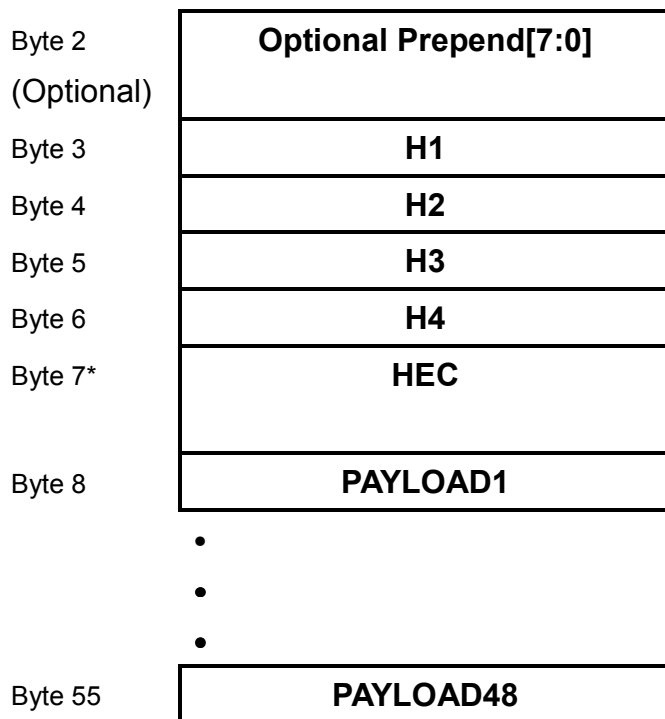 Byte 2 Optional Prepend[7:0]
(Optional)
Byte 3 H1
Byte 4 H2
Byte 5 H3
Byte 6 H4
Byte 7* HEC
Byte 8 PAYLOAD1
•
•
•
Byte 55 PAYLOAD48